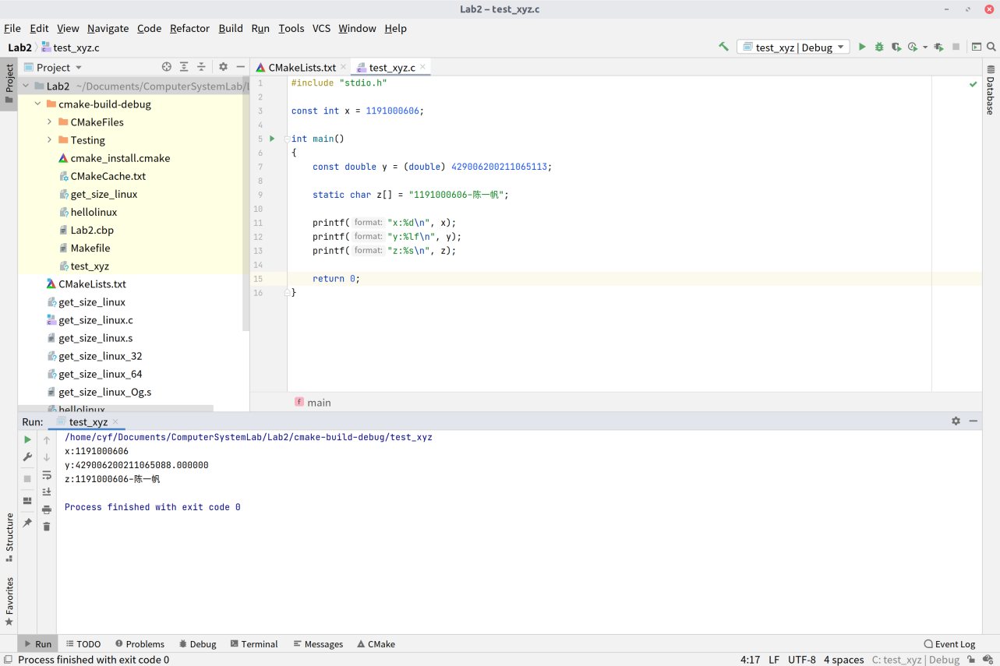 Lab2 – test_xyz.c
File Edit View Navigate Code Refactor Build Run Tools VCS Window Help
Lab2 test_xyz.c
test_xyz | Debug
Project
Project
CMakeLists.txt
test_xyz.c
Database
Lab2 ~/Documents/ComputerSystemLab/L
cmake-build-debug
CMakeFiles
Testing
cmake_install.cmake
CMakeCache.txt
get_size_linux
hellolinux
Lab2.cbp
Makefile
test_xyz
CMakeLists.txt
get_size_linux
get_size_linux.c
get_size_linux.s
get_size_linux_32
get_size_linux_64
get_size_linux_Og.s
hellolinux
1 #include "stdio.h"
2
3 const int x = 1191000606;
4
5 int main()
6 {
7 const double y = (double) 429006200211065113;
8
9 static char z[] = "1191000606-陈一帆";
10
11 printf( format: "x:%d\n", x);
12 printf( format: "y:%lf\n", y);
13 printf( format: "z:%s\n", z);
14
15 return 0;
16 }
f main
Run: test_xyz
/home/cyf/Documents/ComputerSystemLab/Lab2/cmake-build-debug/test_xyz
x:1191000606
y:429006200211065088.000000
z:1191000606-陈一帆
Process finished with exit code 0
Structure
Favorites
Run TODO Problems Debug Terminal Messages CMake Event Log
Process finished with exit code 0 4:17 LF UTF-8 4 spaces C: test_xyz | Debug